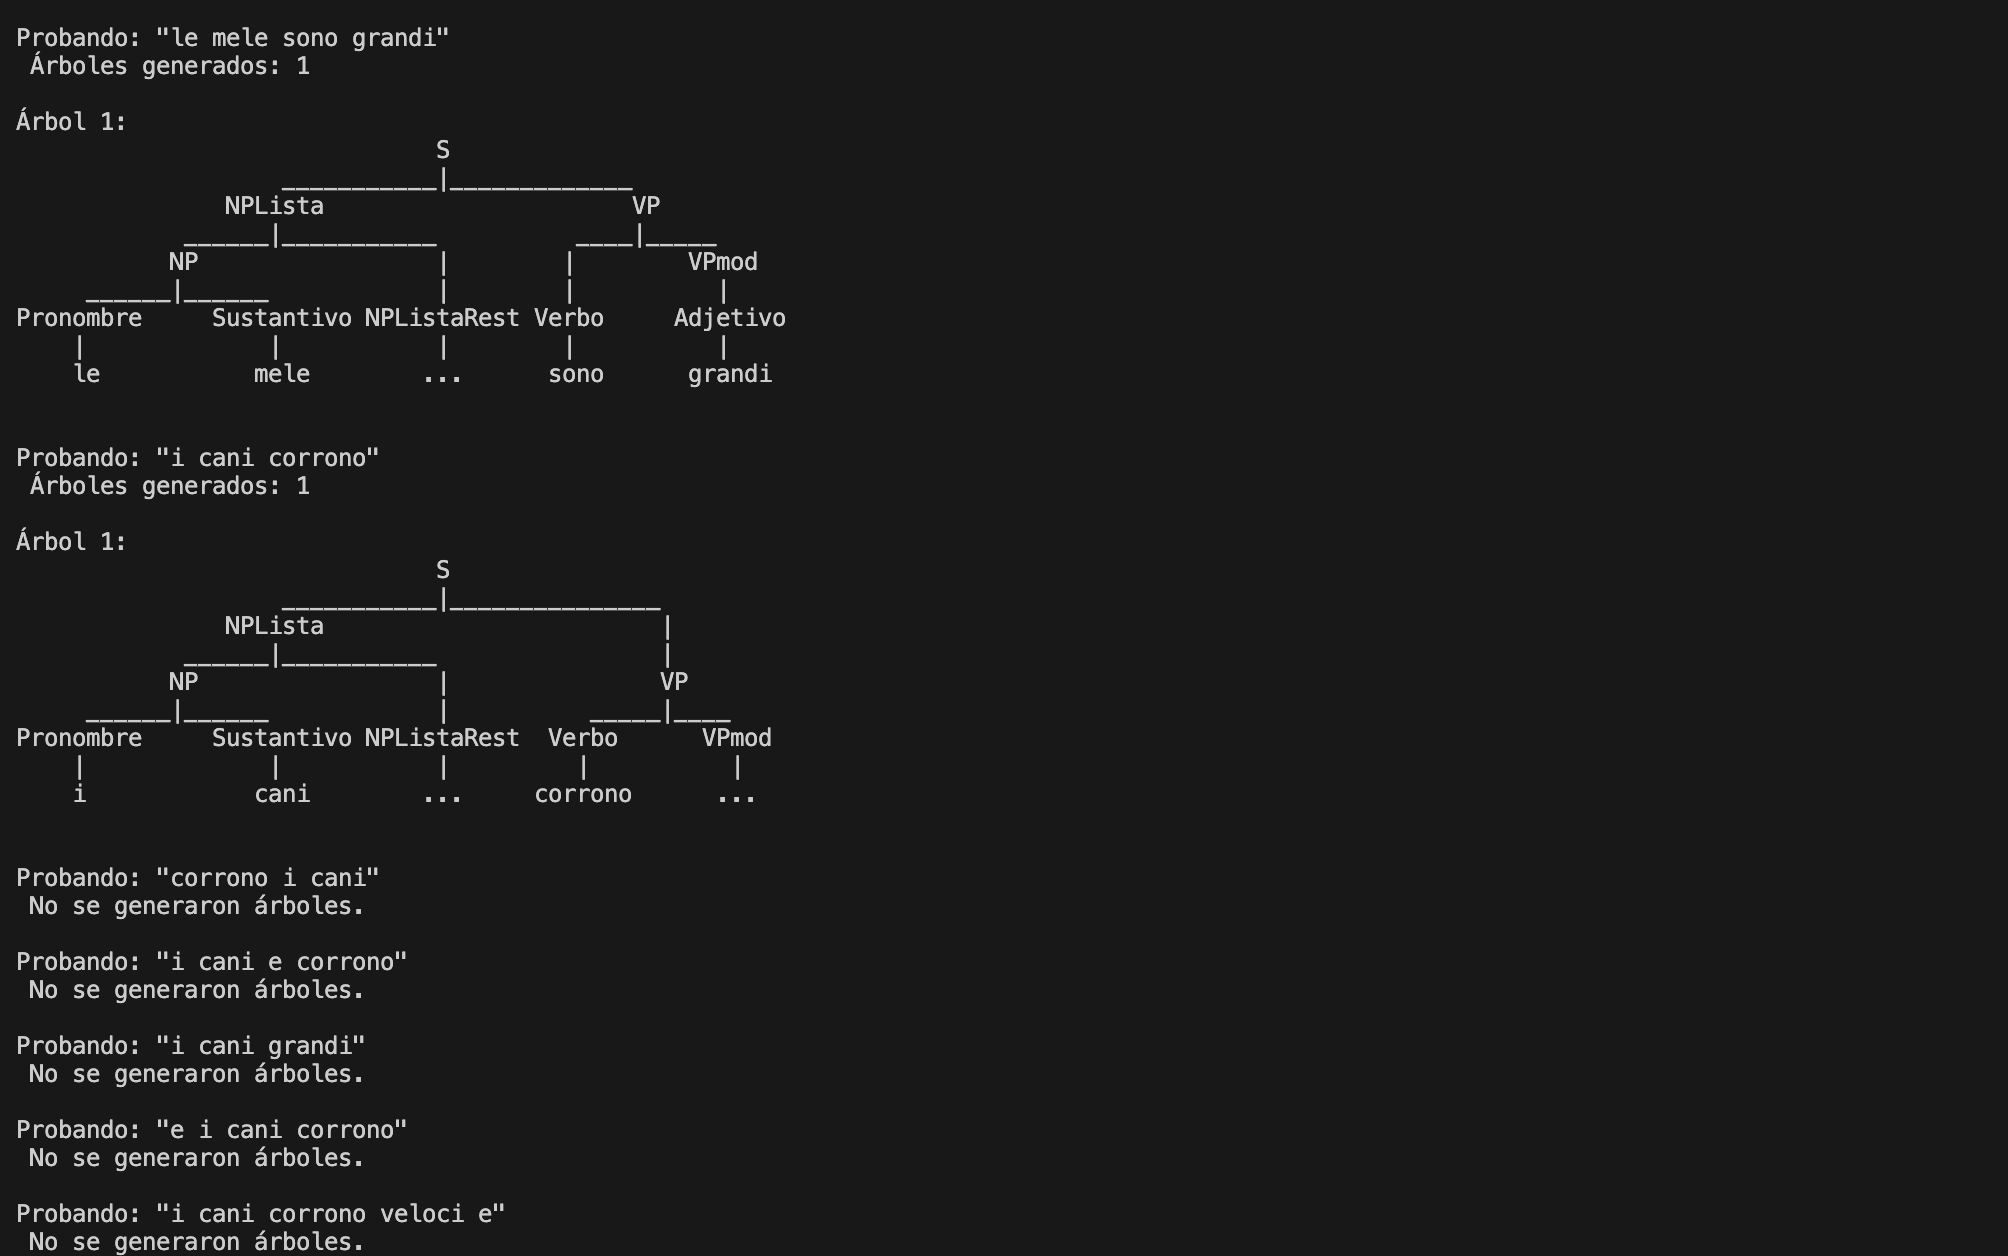 Probando: "le mele sono grandi"
Árboles generados: 1
Árbol 1:
S
NPLista VP
NP VPmod
Pronombre Sustantivo NPListaRest Verbo Adjetivo
le mele ... sono grandi
Probando: "i cani corrono"
Árboles generados: 1
Árbol 1:
S
NPLista
NP VP
Pronombre Sustantivo NPListaRest Verbo VPmod
i cani ... corrono ...
Probando: "corrono i cani"
No se generaron árboles.
Probando: "i cani e corrono"
No se generaron árboles.
Probando: "i cani grandi"
No se generaron árboles.
Probando: "e i cani corrono"
No se generaron árboles.
Probando: "i cani corrono veloci e"
No se generaron árboles.